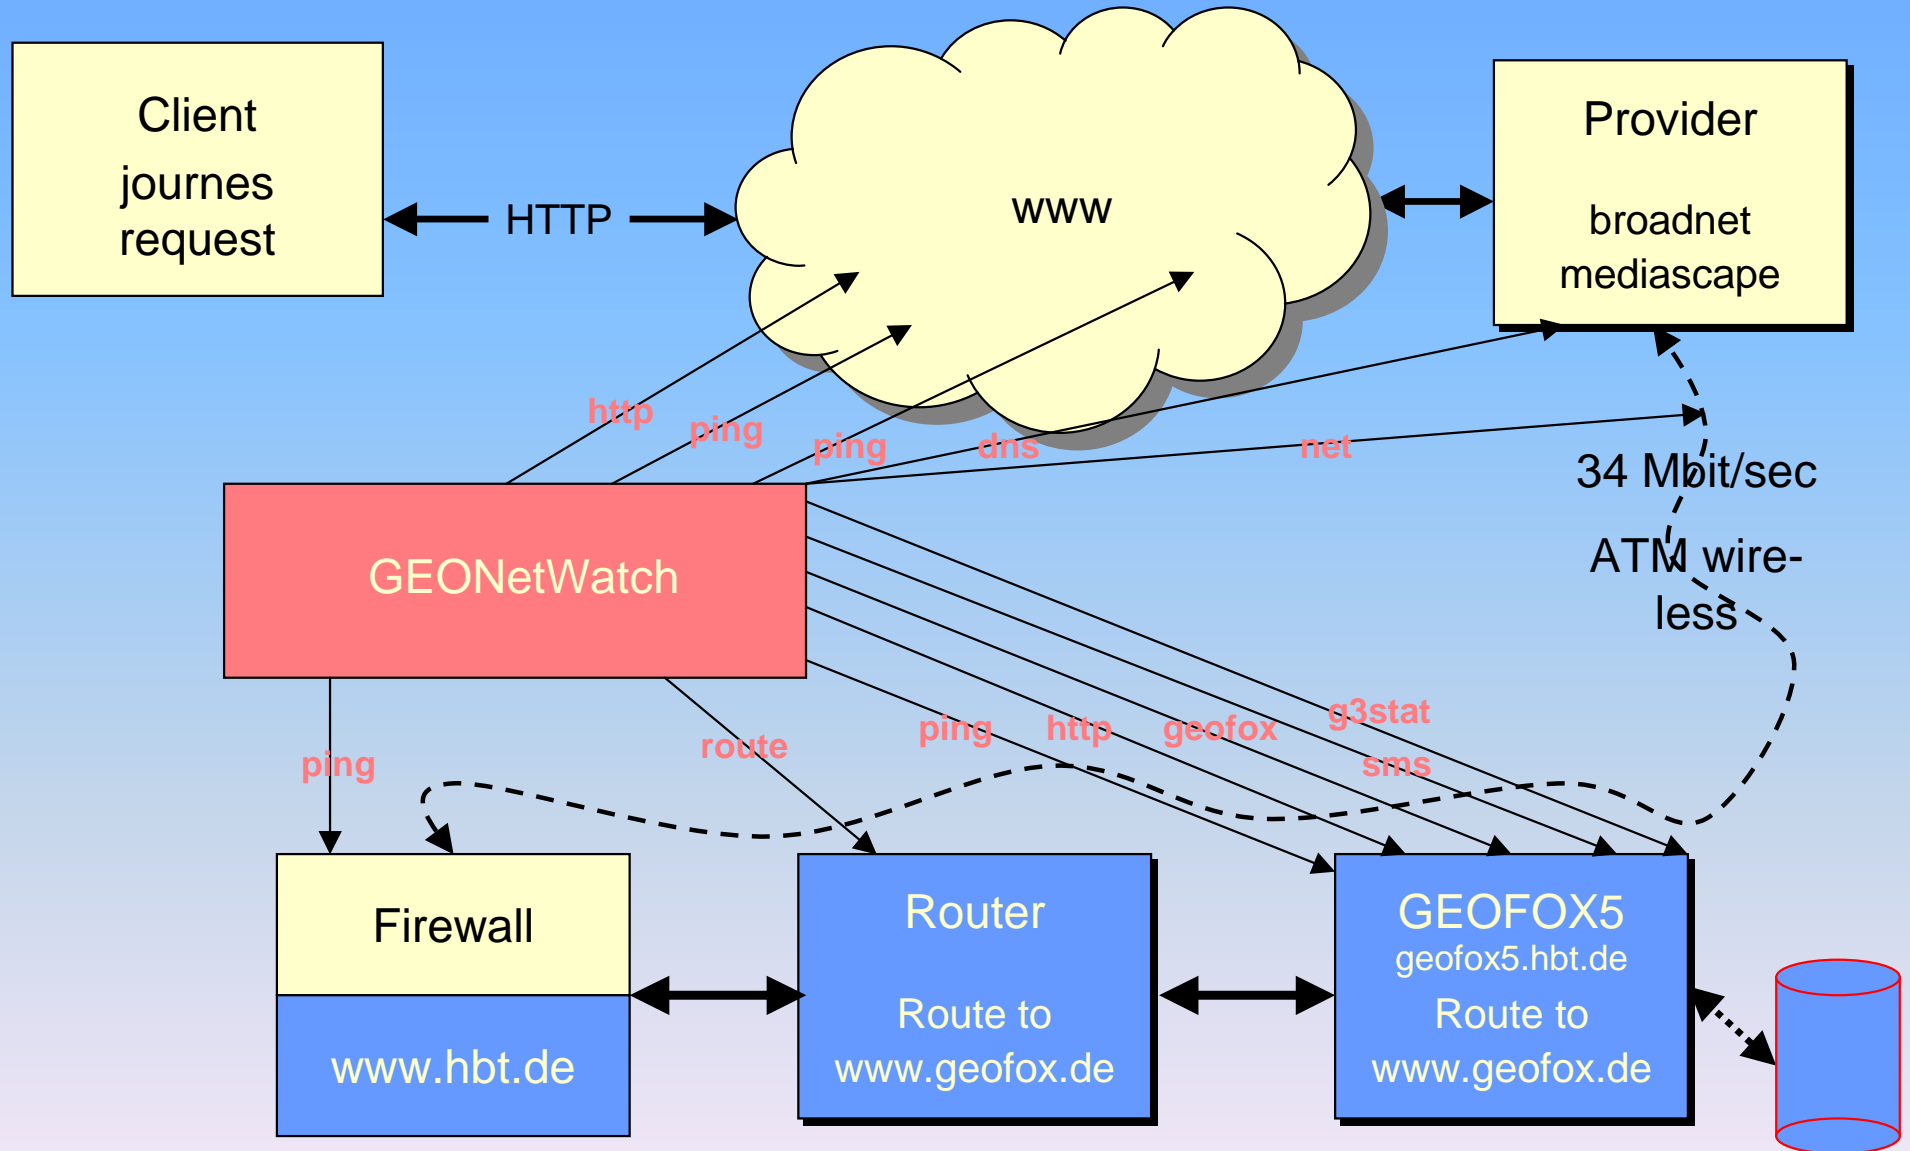 Client
journes
request
HTTP
www
Provider
broadnet
mediascape
http
ping
ping
dns
net
34 Mbit/sec
ATM wire-
less
GEONetWatch
ping
route
ping
http
geofox
g3stat
sms
Firewall
www.hbt.de
Router
Route to
www.geofox.de
GEOFOX5
geofox5.hbt.de
Route to
www.geofox.de